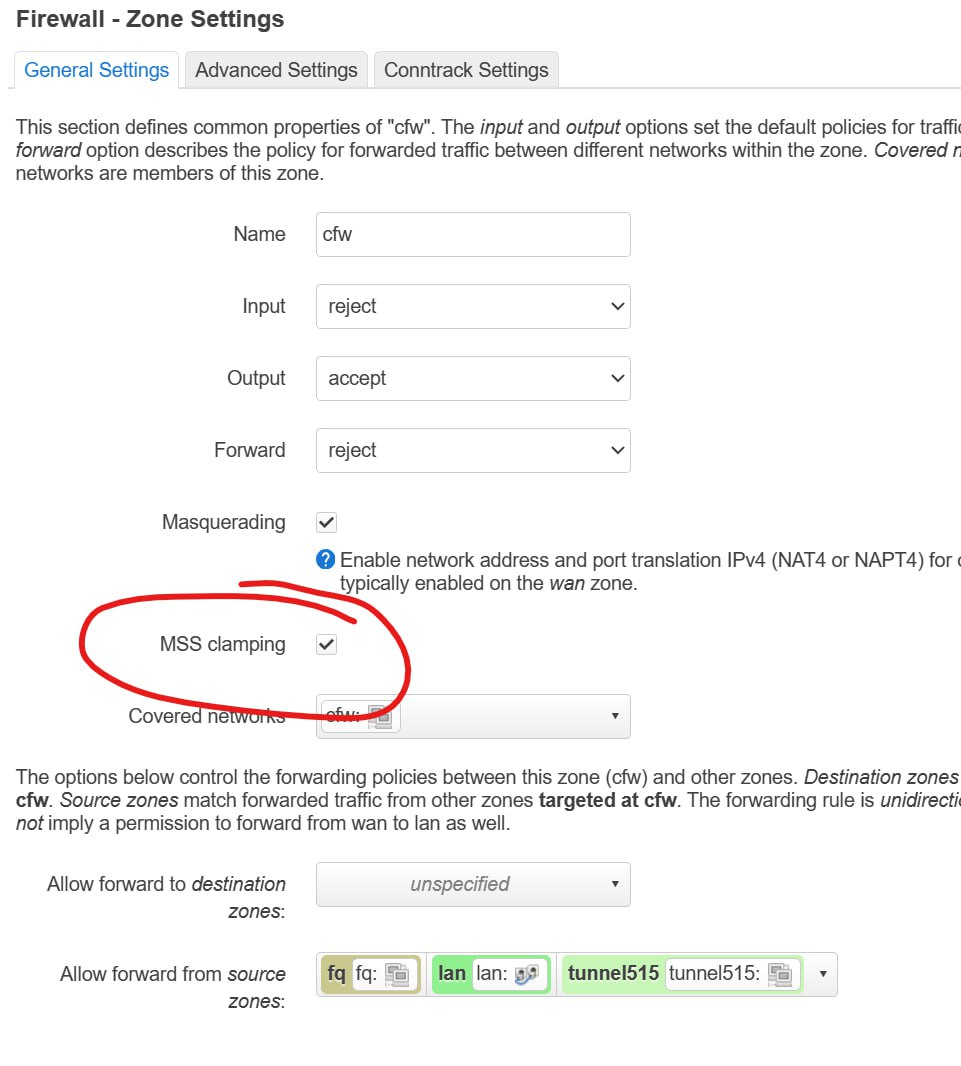 Firewall - Zone Settings
General Settings Advanced Settings Conntrack Settings
This section defines common properties of "cfw". The input and output options set the default policies for
forward option describes the policy for forwarded traffic between different networks within the zone. Covered
networks are members of this zone.
Name cfw
Input reject
Output accept
Forward reject
Masquerading
Enable network address and port translation IPv4 (NAT4 or NAPT4) for
typically enabled on the wan zone.
MSS clamping
Covered networks cfw:
The options below control the forwarding policies between this zone (cfw) and other zones. Destination zones
cfw. Source zones match forwarded traffic from other zones targeted at cfw. The forwarding rule is
not imply a permission to forward from wan to lan as well.
Allow forward to destination unspecified
zones:
Allow forward from source fq fq: lan lan: tunnel515 tunnel515:
zones: